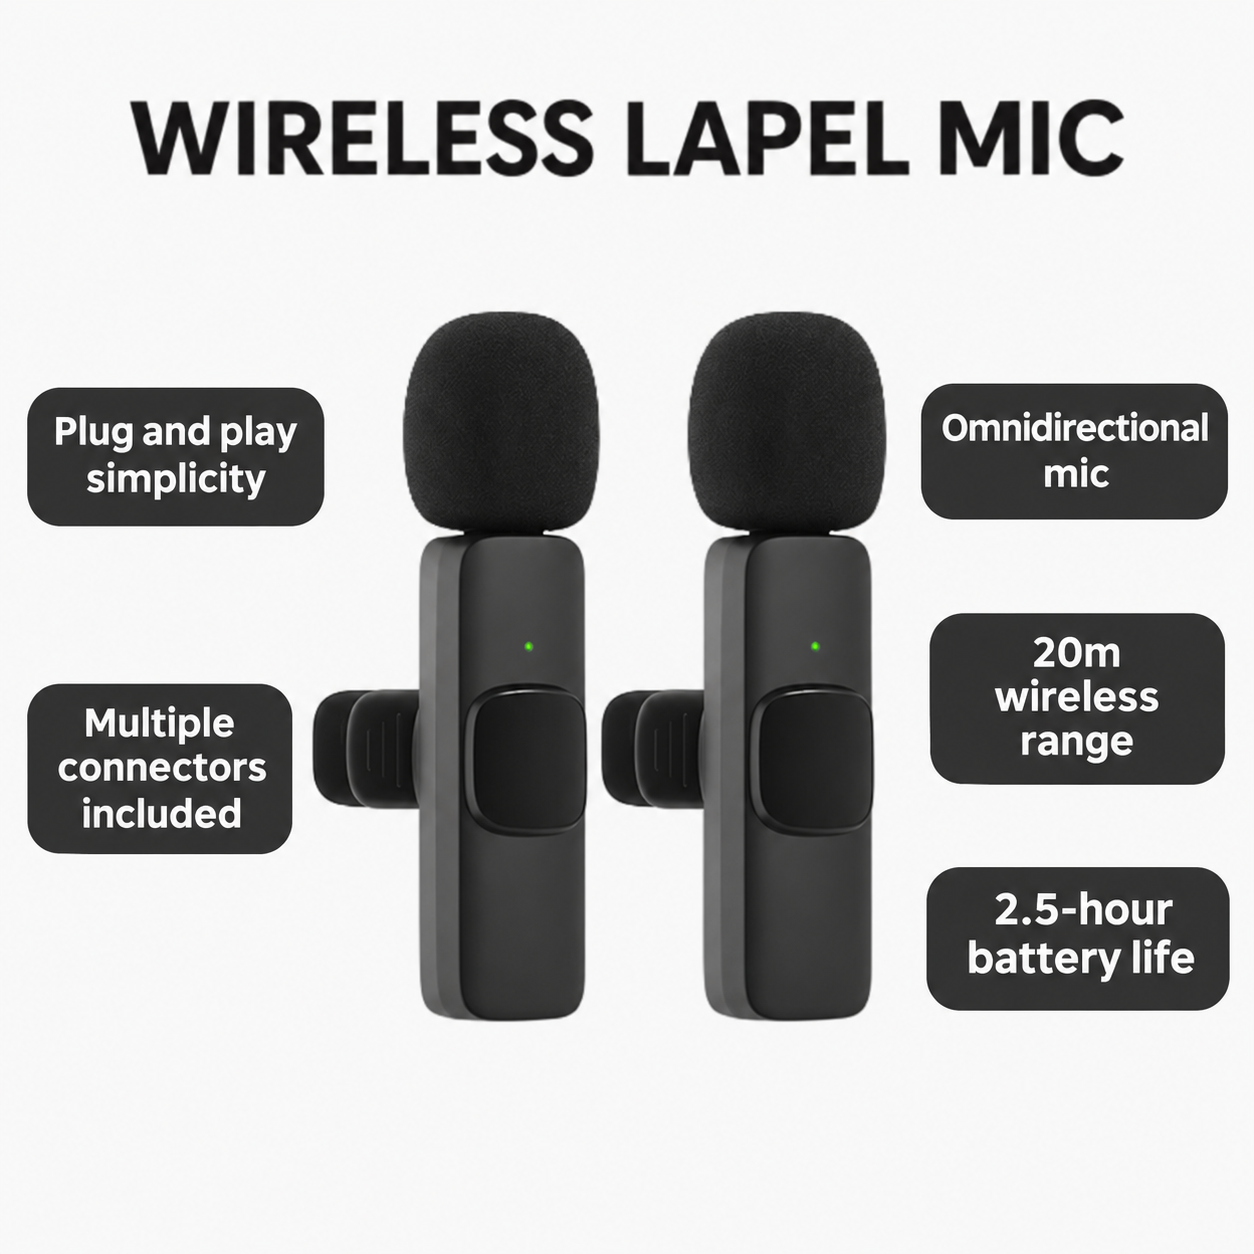 WIRELESS LAPEL MIC
Plug and play
simplicity
Multiple
connectors
included
Omnidirectional
mic
20m
wireless
range
2.5-hour
battery life